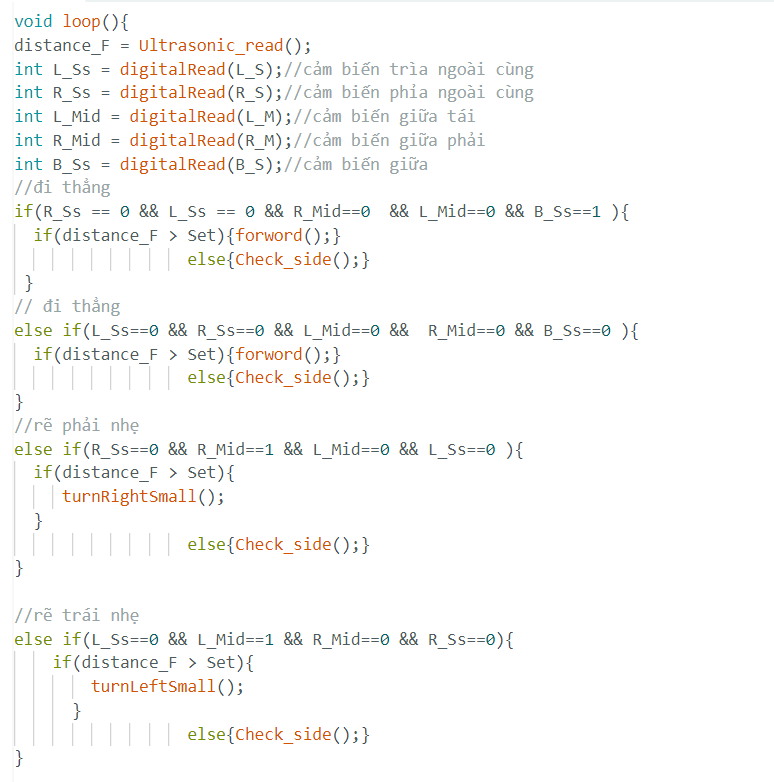 void loop(){
distance_F = Ultrasonic_read();
int L_Ss = digitalRead(L_S);//cảm biến trìa ngoài cùng
int R_Ss = digitalRead(R_S);//cảm biến phỉa ngoài cùng
int L_Mid = digitalRead(L_M);//cảm biến giữa tái
int R_Mid = digitalRead(R_M);//cảm biến giữa phải
int B_Ss = digitalRead(B_S);//cảm biến giữa
//đi thẳng
if(R_Ss == 0 && L_Ss == 0 && R_Mid==0  && L_Mid==0 && B_Ss==1 ){
if(distance_F > Set){forword();}
else{Check_side();}
}
// đi thẳng
else if(L_Ss==0 && R_Ss==0 && L_Mid==0 &&  R_Mid==0 && B_Ss==0 ){
if(distance_F > Set){forword();}
else{Check_side();}
}
//rẽ phải nhẹ
else if(R_Ss==0 && R_Mid==1 && L_Mid==0 && L_Ss==0 ){
if(distance_F > Set){
turnRightSmall();
}
else{Check_side();}
}
//rẽ trái nhẹ
else if(L_Ss==0 && L_Mid==1 && R_Mid==0 && R_Ss==0){
if(distance_F > Set){
turnLeftSmall();
}
else{Check_side();}
}